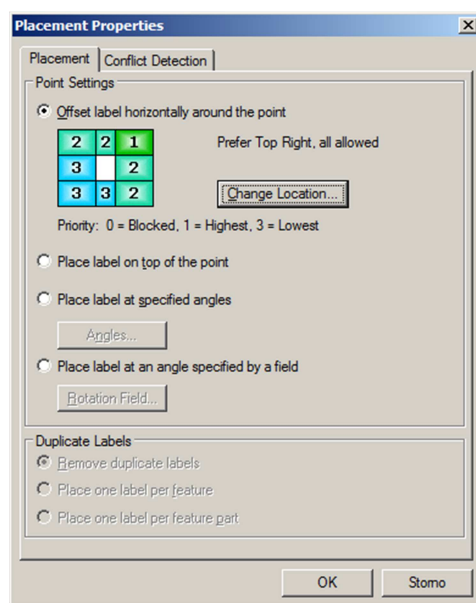 Placement Properties
Placement Conflict Detection
Point Settings
Offset label horizontally around the point
2 2 1
Prefer Top Right, all allowed
3 2
3 3 2
Change Location...
Priority: 0 = Blocked, 1 = Highest, 3 = Lowest
Place label on top of the point
Place label at specified angles
Angles...
Place label at an angle specified by a field
Rotation Field...
Duplicate Labels
Remove duplicate labels
Place one label per feature
Place one label per feature part
OK Storno